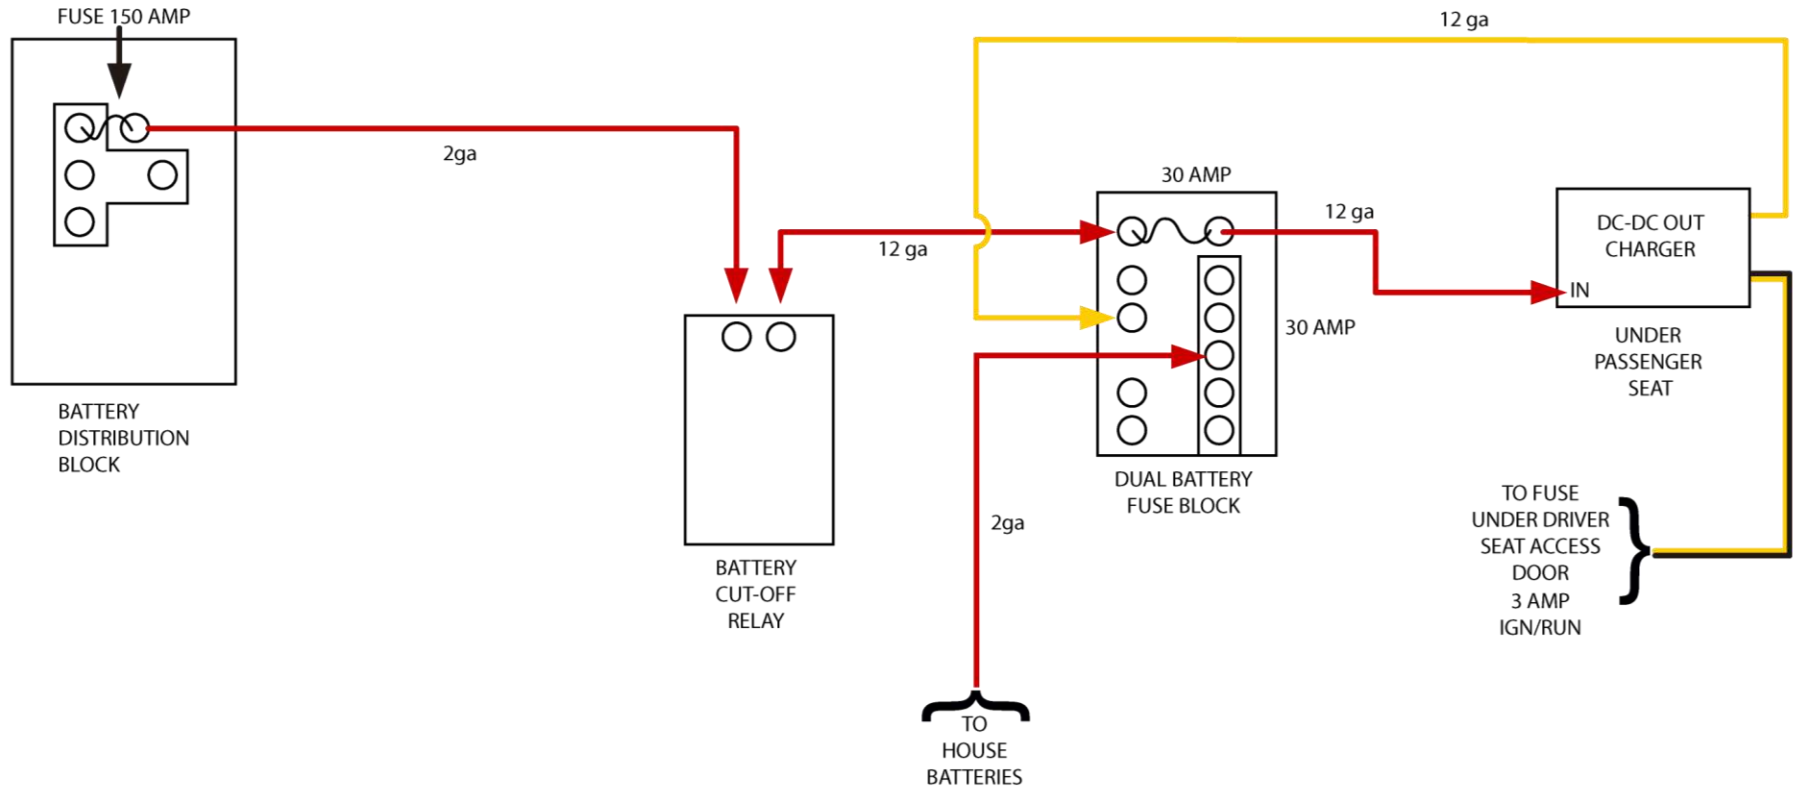 FUSE 150 AMP
12 ga
2ga
30 AMP
12 ga
12 ga
DC-DC OUT
CHARGER
IN
30 AMP
UNDER
PASSENGER
SEAT
BATTERY
DISTRIBUTION
BLOCK
DUAL BATTERY
FUSE BLOCK
2ga
TO FUSE
UNDER DRIVER
SEAT ACCESS
DOOR
3 AMP
IGN/RUN
BATTERY
CUT-OFF
RELAY
TO
HOUSE
BATTERIES